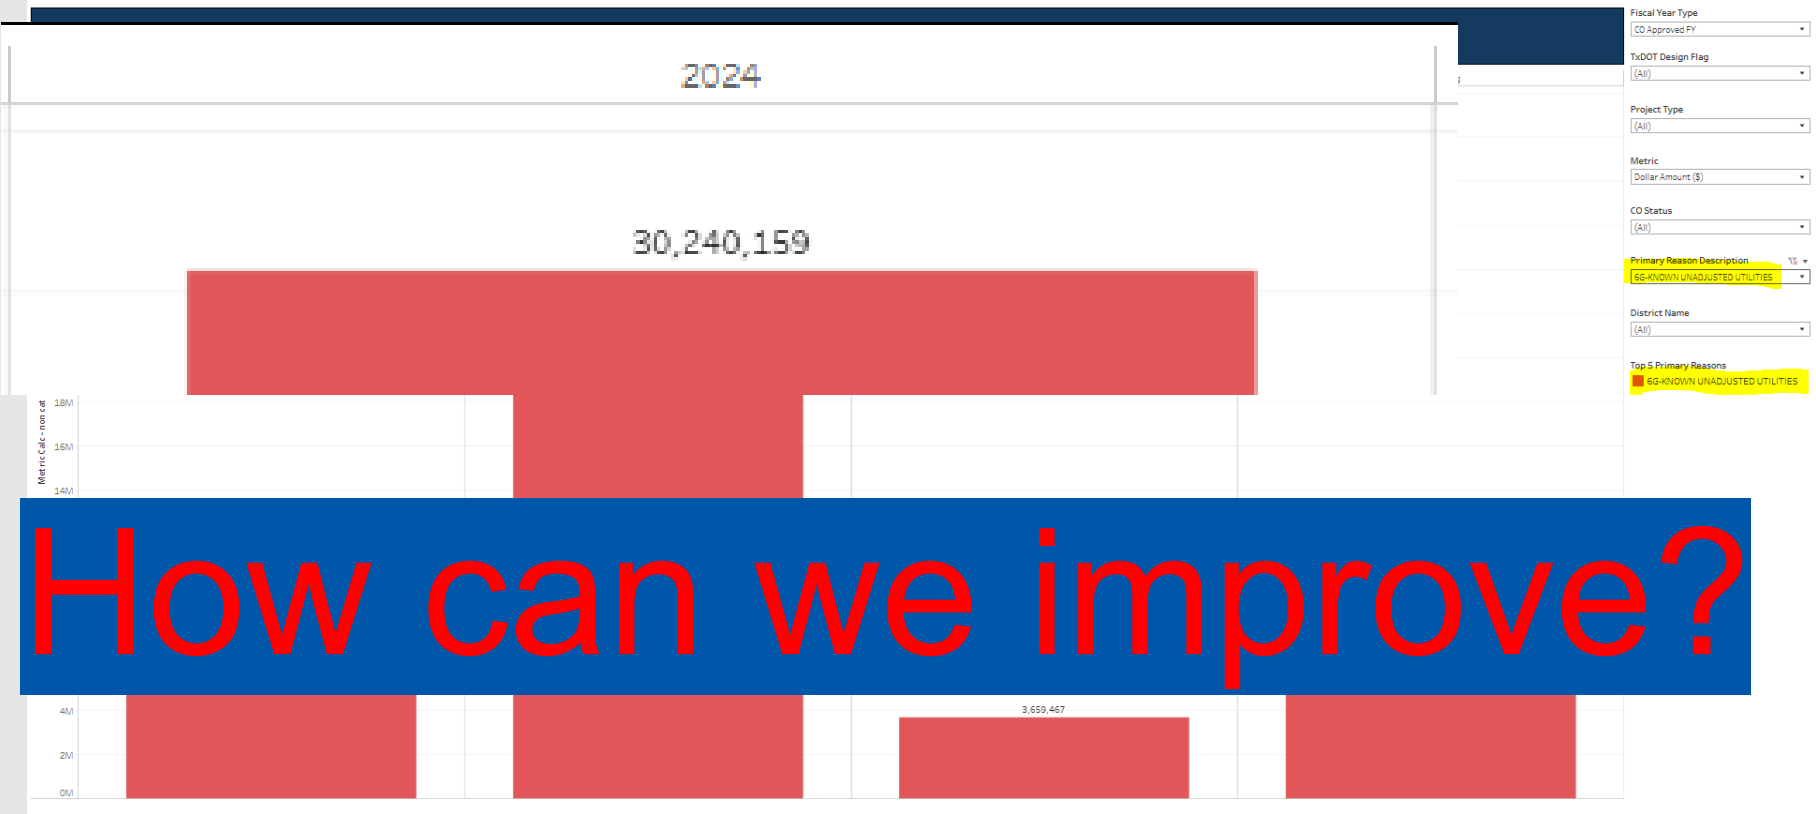 2024
30,240,159
Fiscal Year Type
CO Approved FY
TxDOT Design Flag
(All)
Project Type
(All)
Metric
Dollar Amount ($)
CO Status
(All)
Primary Reason Description
6G-KNOWN UNADJUSTED UTILITIES
District Name
(All)
Top 5 Primary Reasons
6G-KNOWN UNADJUSTED UTILITIES
Metric Calc - non cat
18M
16M
14M
How can we improve?
4M
3,659,467
2M
0M